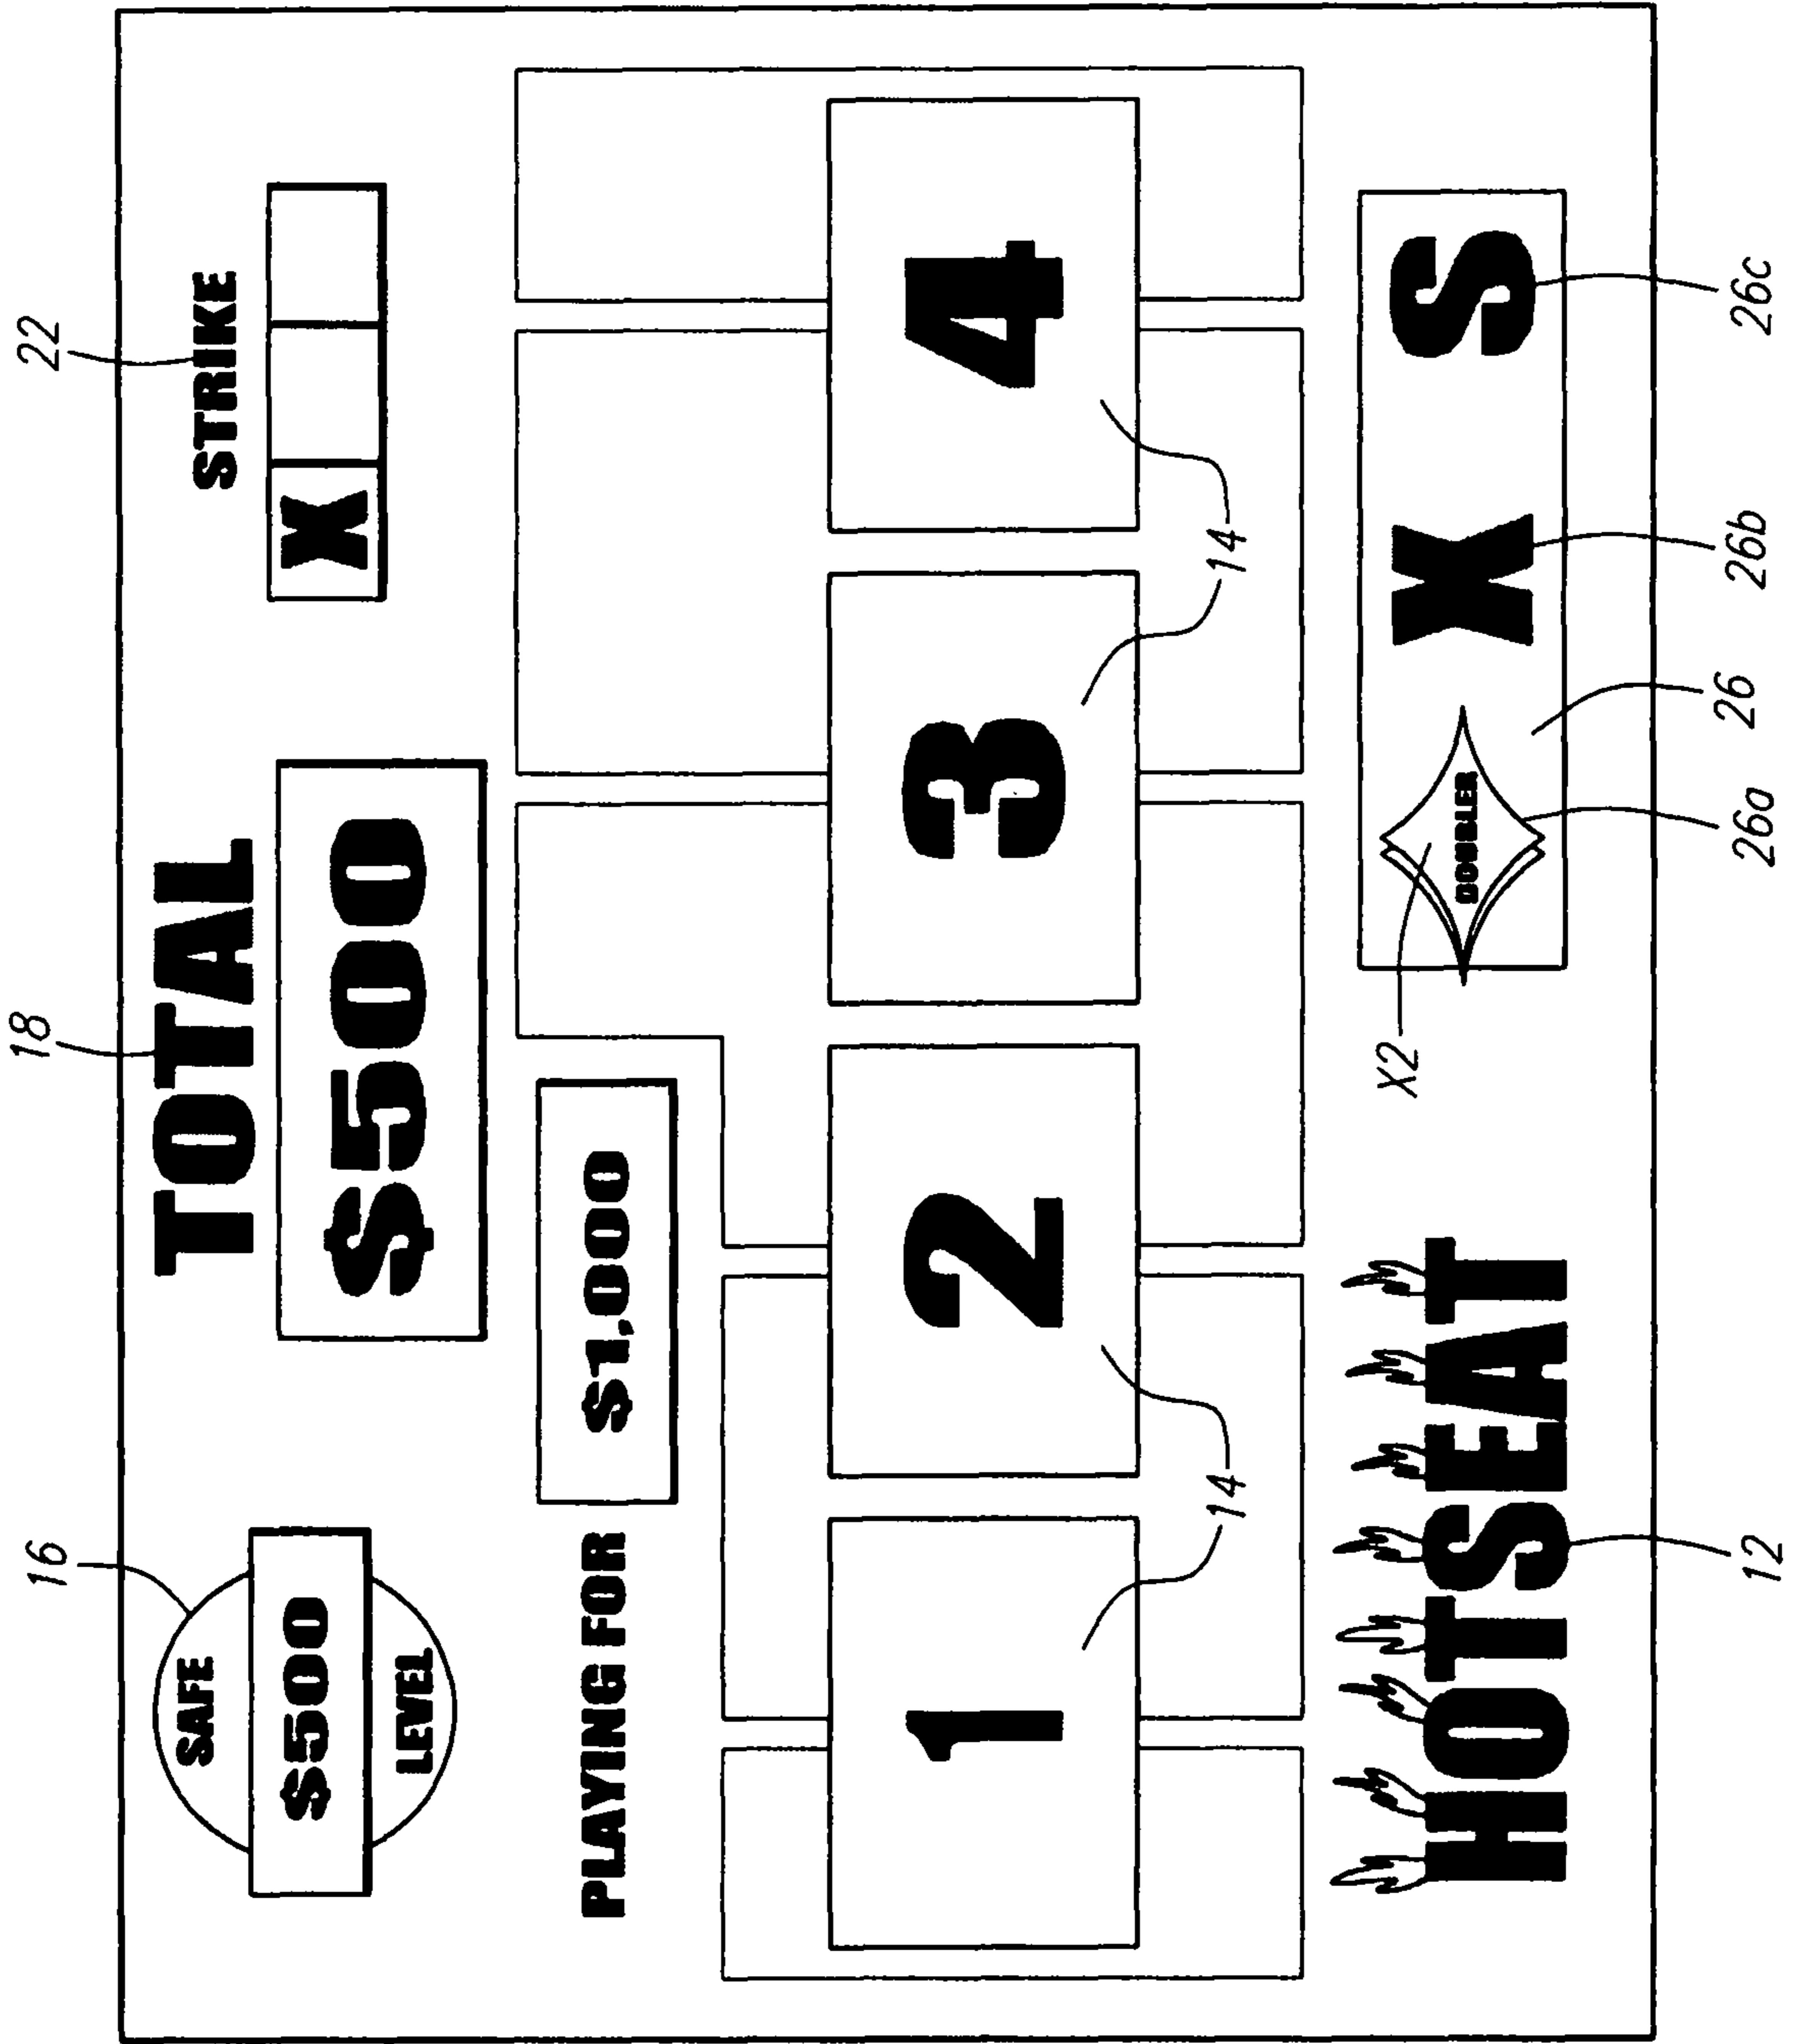 16
18
22
SAFE
$500
LEVEL
TOTAL
$500
STRIKE
X
PLAYING FOR
$1,000
1
2
3
4
14
14
X2
DOUBLER
X
S
HOTSEAT
12
26a
26
26b
26c